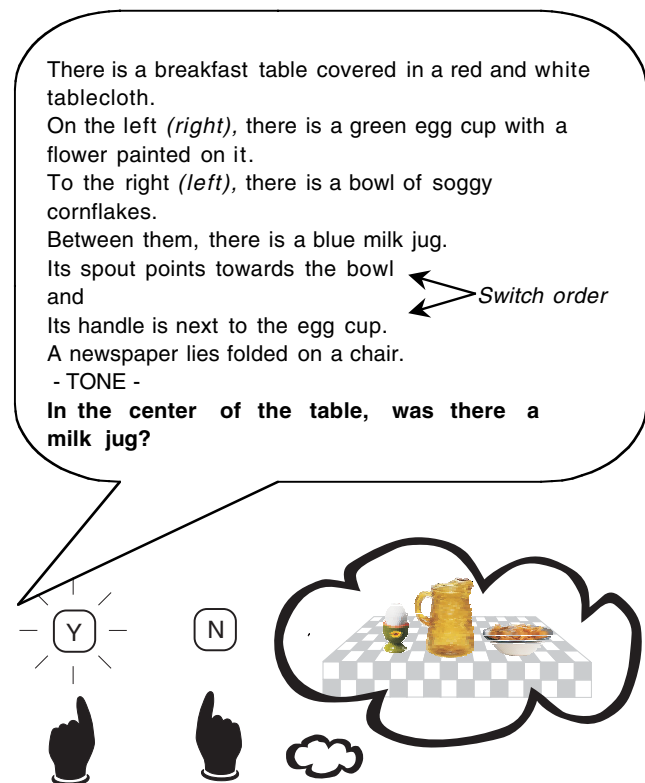 There is a breakfast table covered in a red and white
tablecloth.
On the left (right), there is a green egg cup with a
flower painted on it.
To the right (left), there is a bowl of soggy
cornflakes.
Between them, there is a blue milk jug.
Its spout points towards the bowl
and
Switch order
Its handle is next to the egg cup.
A newspaper lies folded on a chair.
- TONE -
In the center of the table, was there a
milk jug?
Y
N